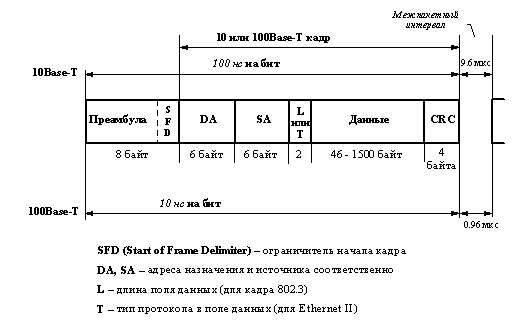 Межпакетный
интервал
10 или 100Base-T кадр
100 нс на бит
9.6 мкс
10Base-T
Преамбула
S
F
D
DA
SA
L
или
T
Данные
CRC
8 байт
6 байт
6 байт
2
46 - 1500 байт
4
байта
10 нс на бит
100Base-T
0.96 мкс
SFD (Start of Frame Delimiter) – ограничитель начала кадра
DA, SA – адреса назначения и источника соответственно
L – длина поля данных (для кадра 802.3)
T – тип протокола в поле данных (для Ethernet II)